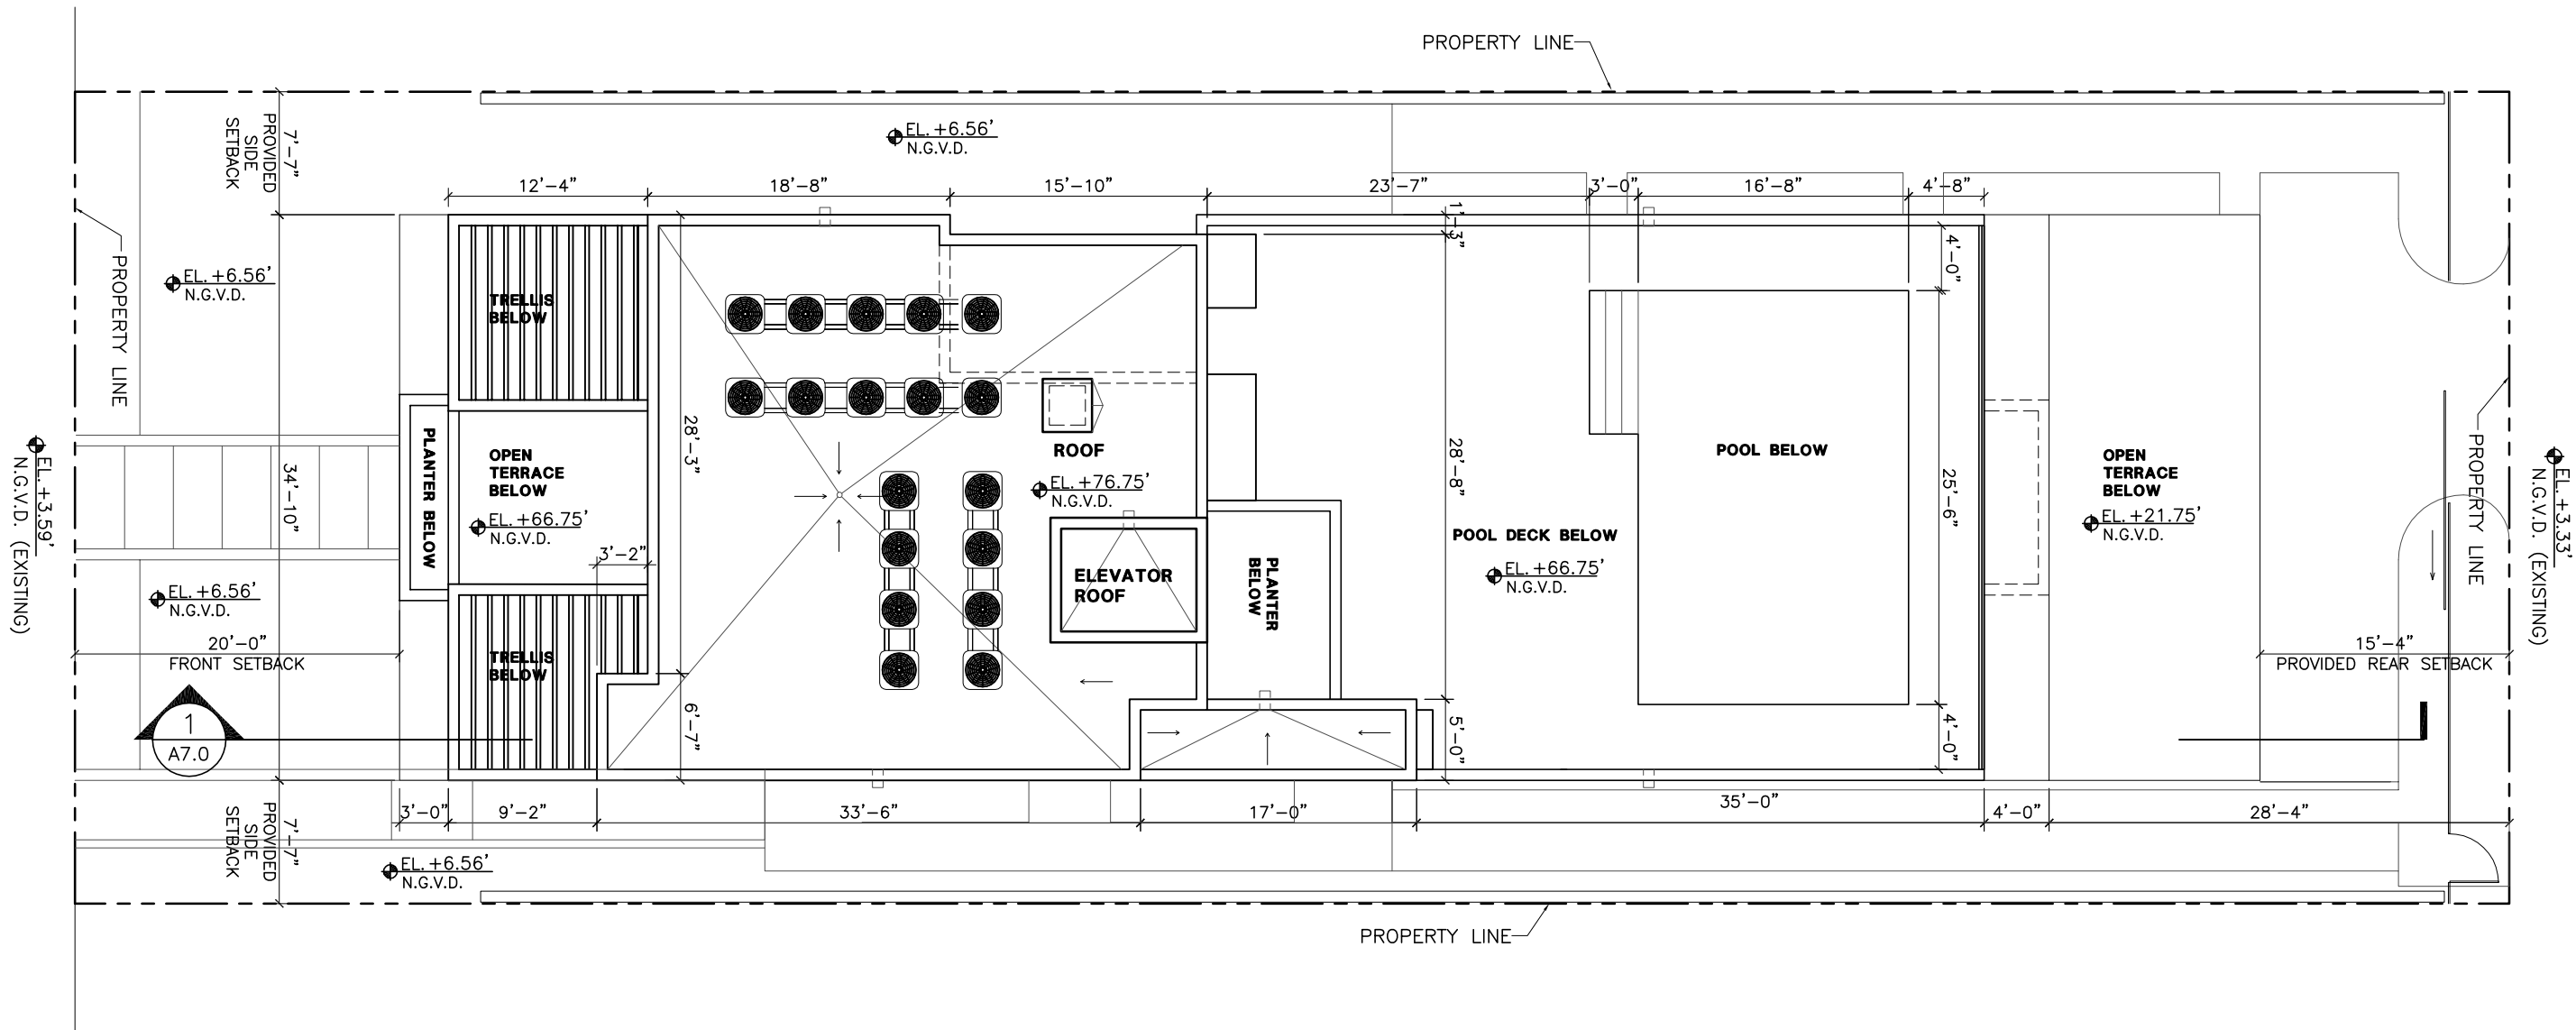 PROPERTY LINE
7'-7"
PROVIDED
SIDE
SETBACK
EL. +6.56'
N.G.V.D.
12'-4"
18'-8"
15'-10"
23'-7"
3'-0"
16'-8"
4'-8"
1'-3"
4'-0"
PROPERTY LINE
EL. +6.56'
N.G.V.D.
TRELLIS
BELOW
EL. +3.59'
N.G.V.D. (EXISTING)
34'-10"
PLANTER BELOW
OPEN
TERRACE
BELOW
EL. +66.75'
N.G.V.D.
3'-2"
28'-3"
ROOF
EL. +76.75'
N.G.V.D.
ELEVATOR
ROOF
PLANTER
BELOW
28'-8"
POOL DECK BELOW
EL. +66.75'
N.G.V.D.
POOL BELOW
25'-6"
OPEN
TERRACE
BELOW
EL. +21.75'
N.G.V.D.
PROPERTY LINE
EL. +3.33'
N.G.V.D. (EXISTING)
EL. +6.56'
N.G.V.D.
20'-0"
FRONT SETBACK
TRELLIS
BELOW
15'-4"
PROVIDED REAR SETBACK
1
A7.0
6'-7"
5'-0"
4'-0"
3'-0"
9'-2"
33'-6"
17'-0"
35'-0"
4'-0"
28'-4"
7'-7"
PROVIDED
SIDE
SETBACK
EL. +6.56'
N.G.V.D.
PROPERTY LINE